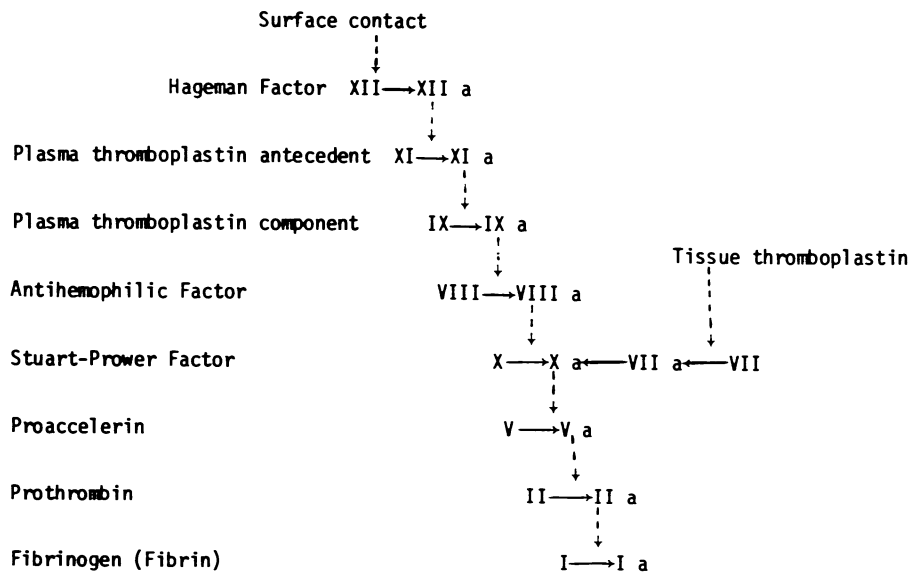 Surface contact
Hageman Factor XII XII a
Plasma thromboplastin antecedent XI XI a
Plasma thromboplastin component IX IX a
Tissue thromboplastin
Antihemophilic Factor VIII VIII a
Stuart-Prower Factor X X a VII a VII
Proaccelerin V V a
Prothrombin II II a
Fibrinogen (Fibrin) I I a